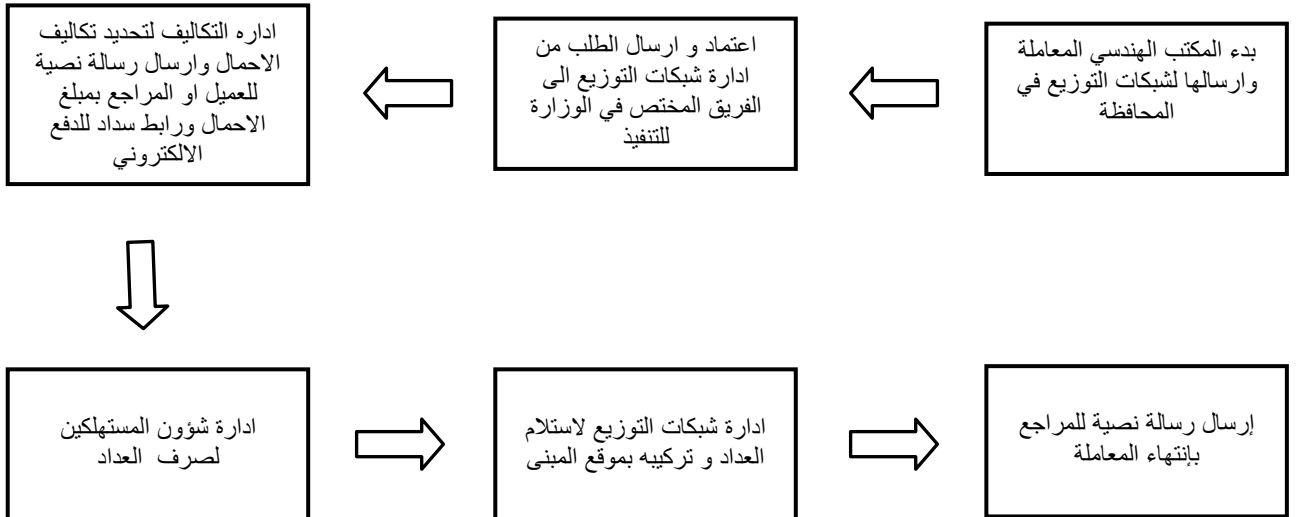 بدء المكتب الهندسي المعاملة
وارسالها لشبكات التوزيع في
المحافظة
اعتماد و ارسال الطلب من
ادارة شبكات التوزيع الى
الفريق المختص في الوزارة
للتنفيذ
اداره التكاليف لتحديد تكاليف
الاحمال وارسال رسالة نصية
للعميل او المراجع بمبلغ
الاحمال ورابط سداد للدفع
الالكتروني
ادارة شؤون المستهلكين
لصرف العداد
ادارة شبكات التوزيع لاستلام
العداد و تركيبه بموقع المبنى
إرسال رسالة نصية للمراجع
بإنتهاء المعاملة